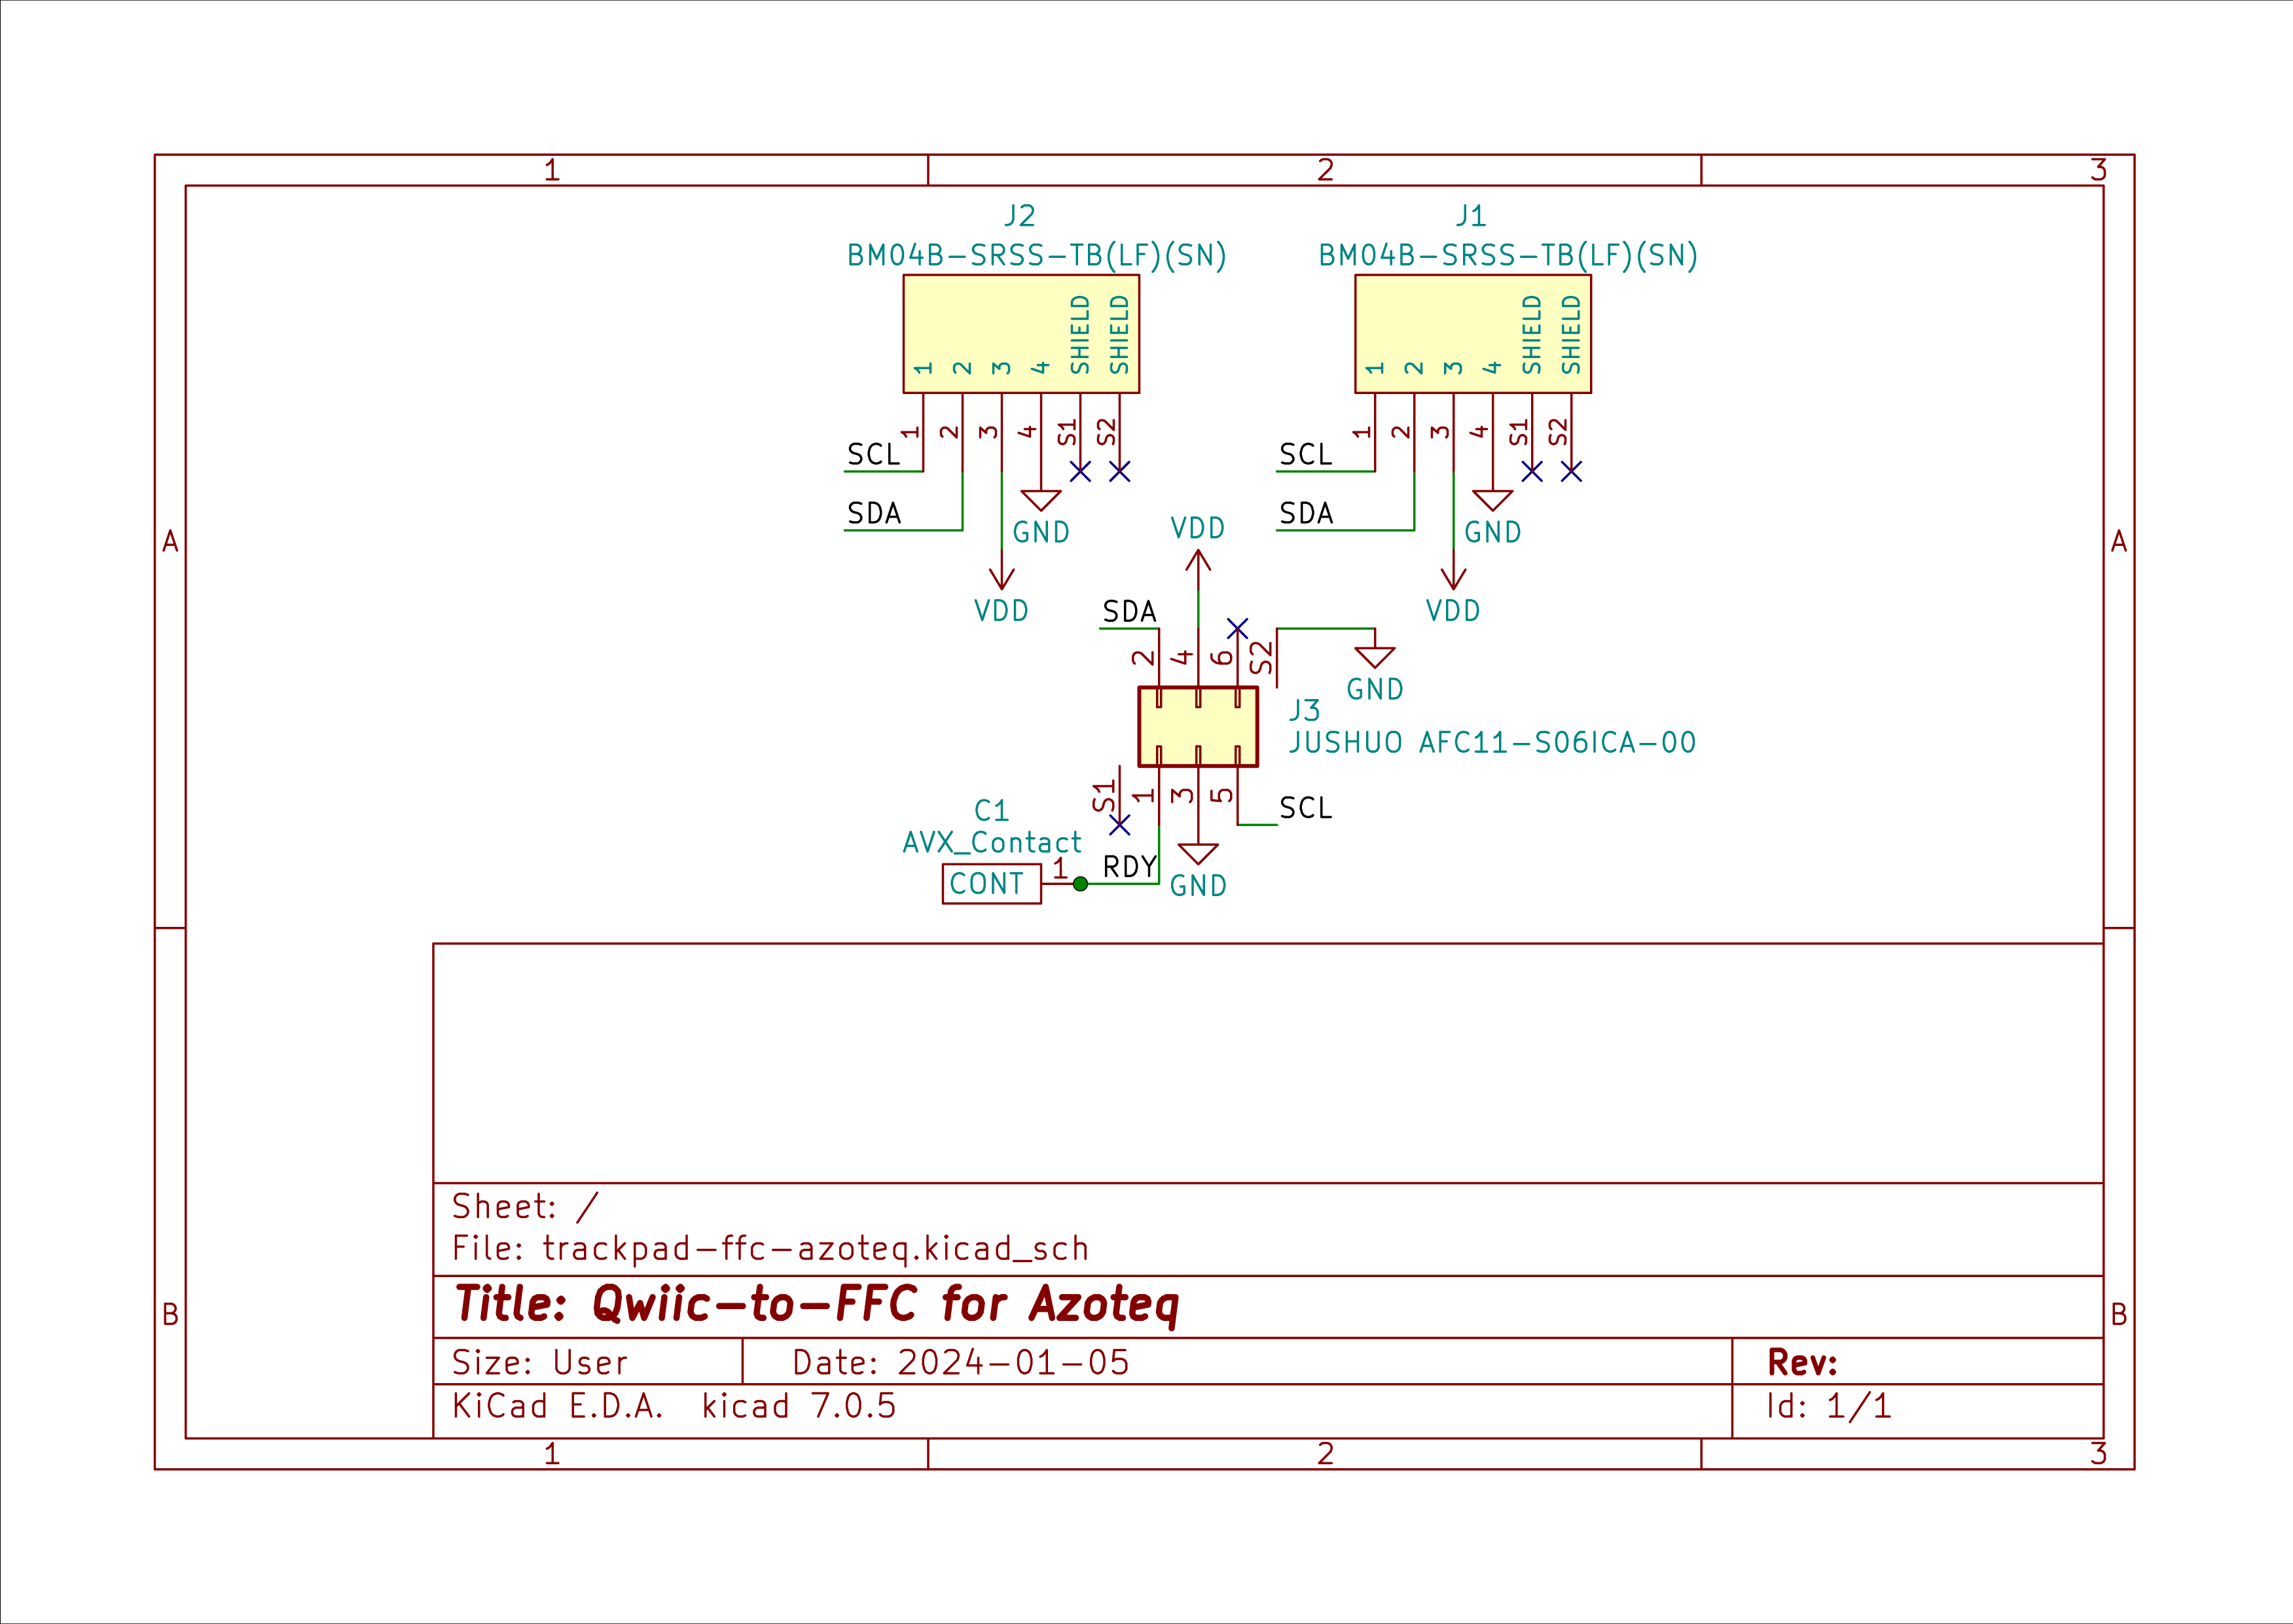 1 2 3
J2 J1
BM04B-SRSS-TB(LF)(SN) BM04B-SRSS-TB(LF)(SN)
1 2 3 4 SHIELD SHIELD 1 2 3 4 SHIELD SHIELD
1 2 3 4 S1 S2 1 2 3 4 S1 S2
SCL SCL
SDA SDA
GND VDD GND
A A
VDD SDA VDD
2 4 6 S2
GND
J3
JUSHUO AFC11-S06ICA-00
S1 1 3 5
C1 SCL
AVX_Contact
CONT 1 RDY GND
Sheet: /
File: trackpad-ffc-azoteq.kicad_sch
Title: Qwiic-to-FFC for Azoteq
B B
Size: User Date: 2024-01-05 Rev:
KiCad E.D.A. kicad 7.0.5 Id: 1/1
1 2 3